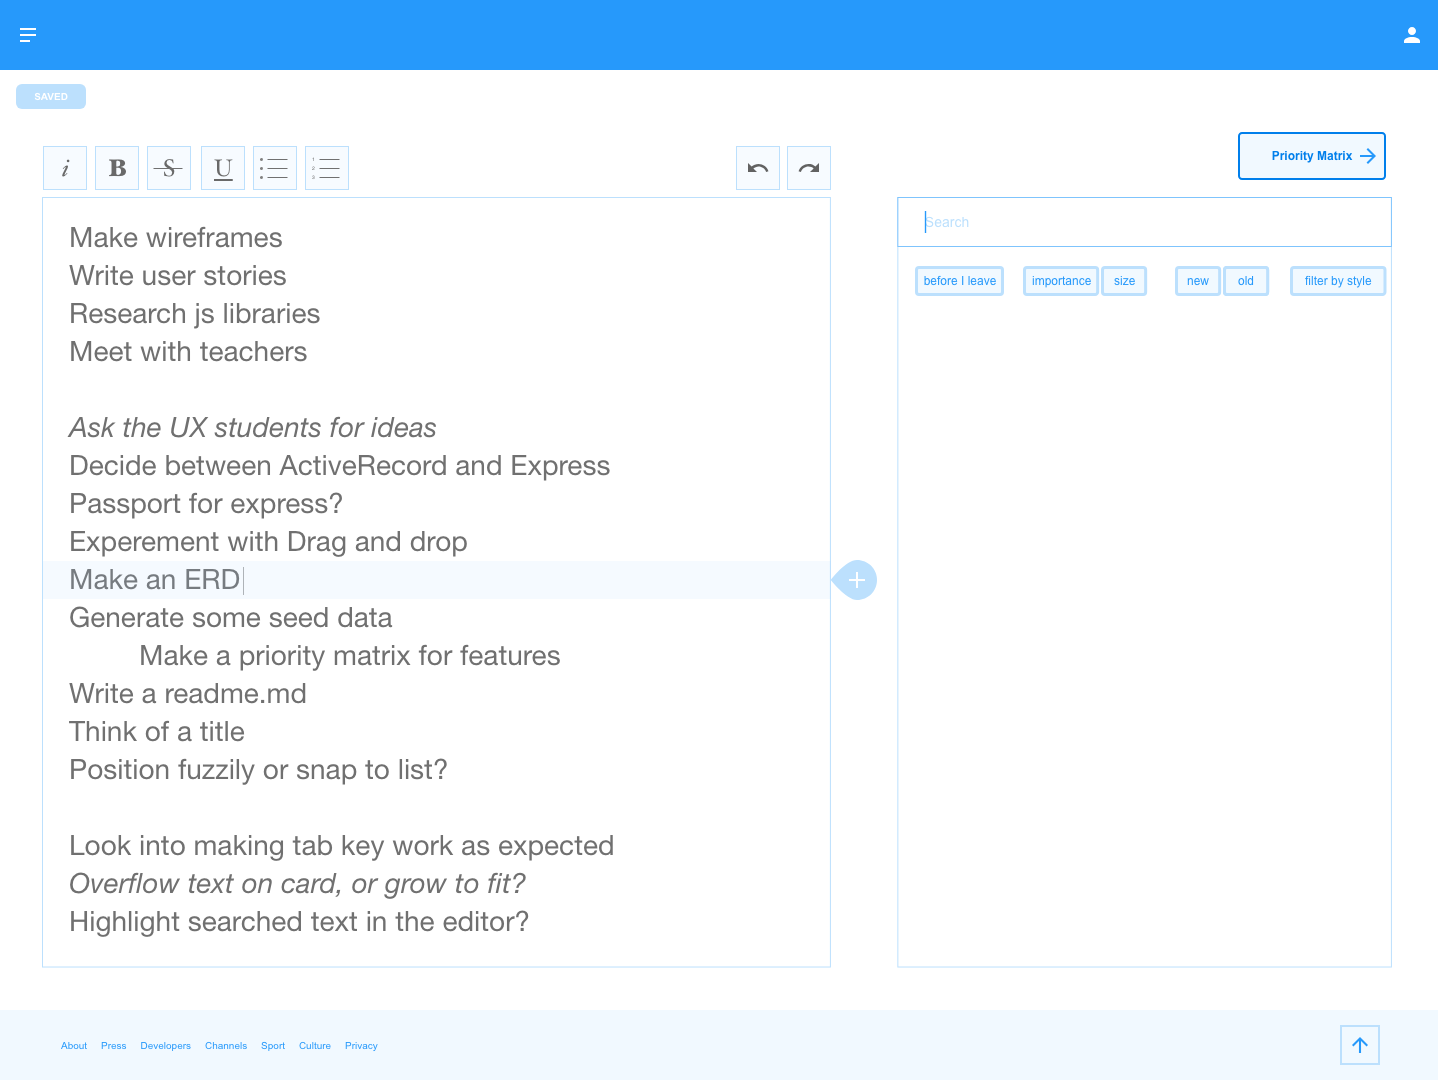 SAVED
i B S U
1
2
3
Priority Matrix
Make wireframes
Write user stories
Research js libraries
Meet with teachers
Ask the UX students for ideas
Decide between ActiveRecord and Express
Passport for express?
Experement with Drag and drop
Make an ERD
Generate some seed data
Make a priority matrix for features
Write a readme.md
Think of a title
Position fuzzily or snap to list?
Look into making tab key work as expected
Overflow text on card, or grow to fit?
Highlight searched text in the editor?
Search
before I leave importance size new old filter by style
About Press Developers Channels Sport Culture Privacy